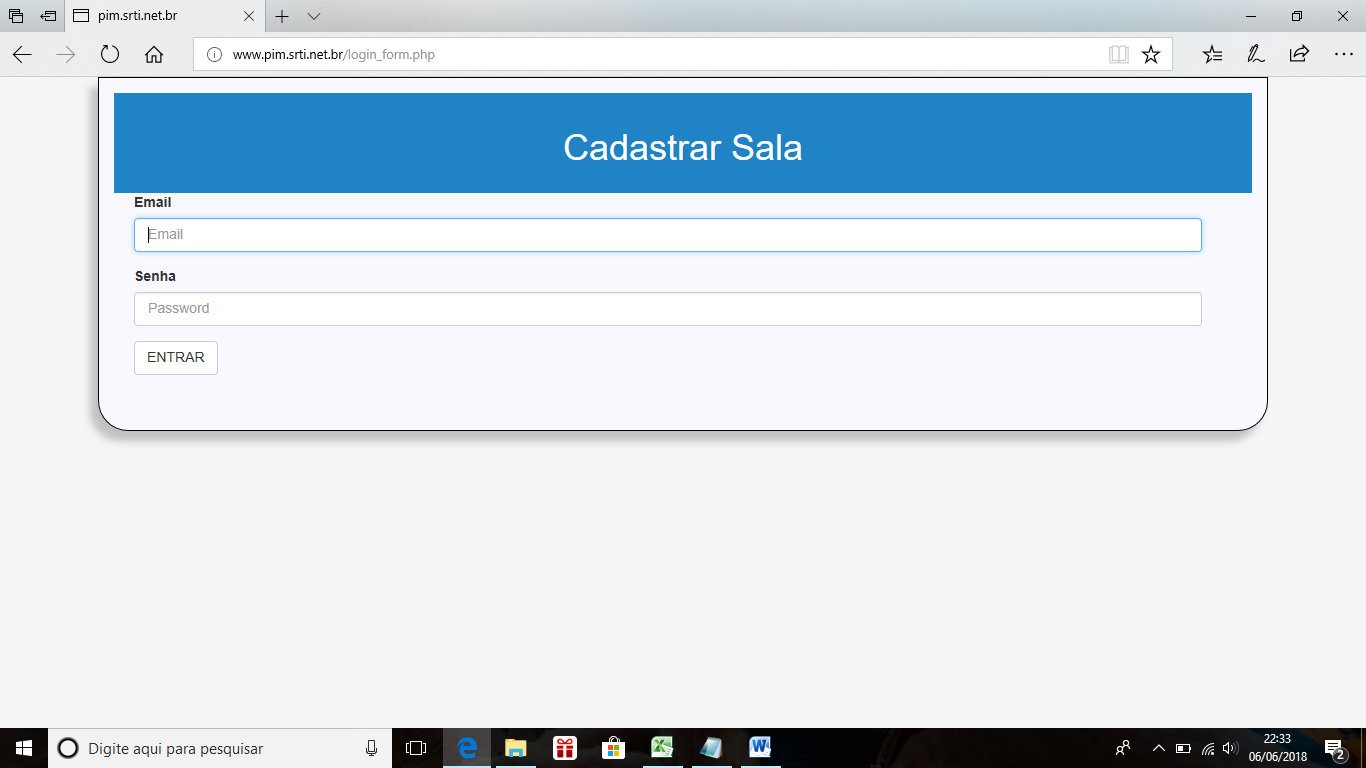 pim.srti.net.br
www.pim.srti.net.br/login_form.php
Cadastrar Sala
Email
Email
Senha
Password
ENTRAR
Digite aqui para pesquisar
22:33
06/06/2018
2